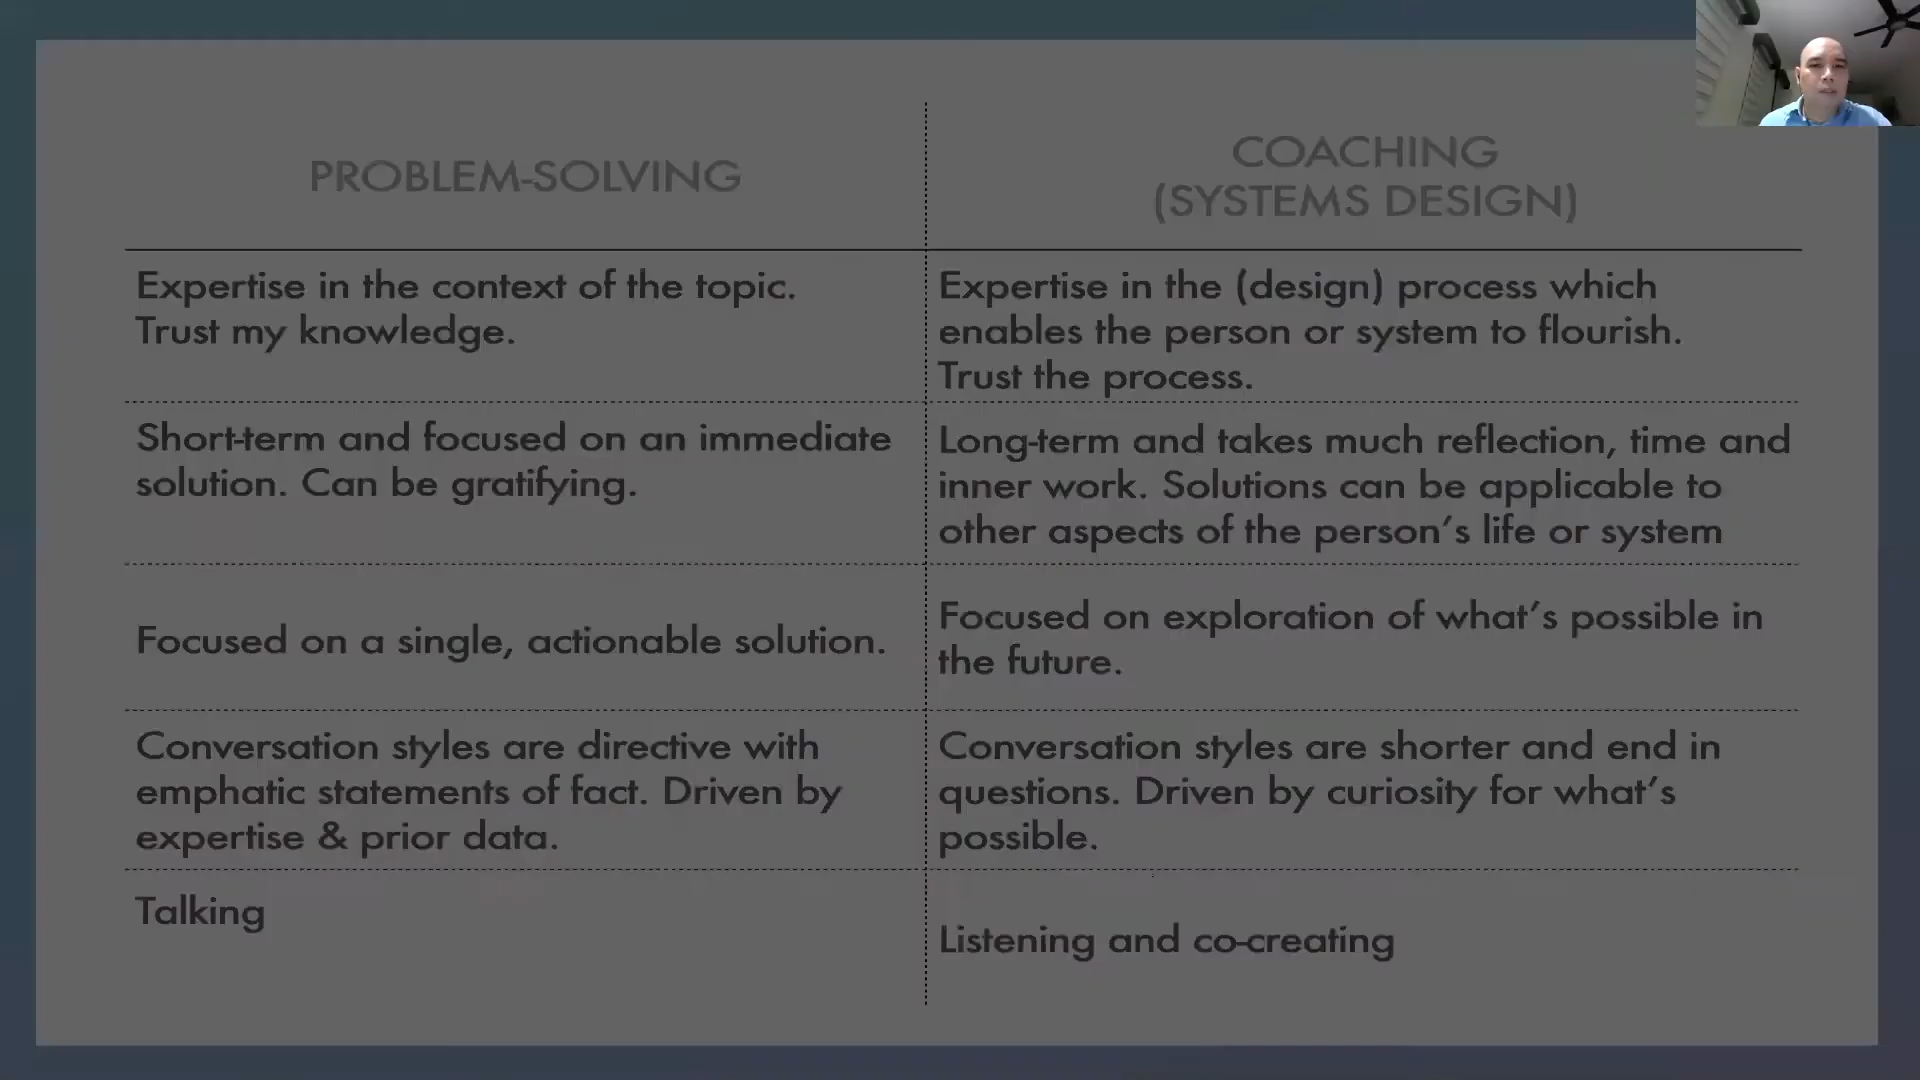 PROBLEM-SOLVING
COACHING
(SYSTEMS DESIGN)
Expertise in the context of the topic.
Trust my knowledge.
Expertise in the (design) process which
enables the person or system to flourish.
Trust the process.
Short-term and focused on an immediate
solution. Can be gratifying.
Long-term and takes much reflection, time and
inner work. Solutions can be applicable to
other aspects of the person's life or system
Focused on a single, actionable solution.
Focused on exploration of what's possible in
the future.
Conversation styles are directive with
emphatic statements of fact. Driven by
expertise & prior data.
Conversation styles are shorter and end in
questions. Driven by curiosity for what's
possible.
Talking
Listening and co-creating